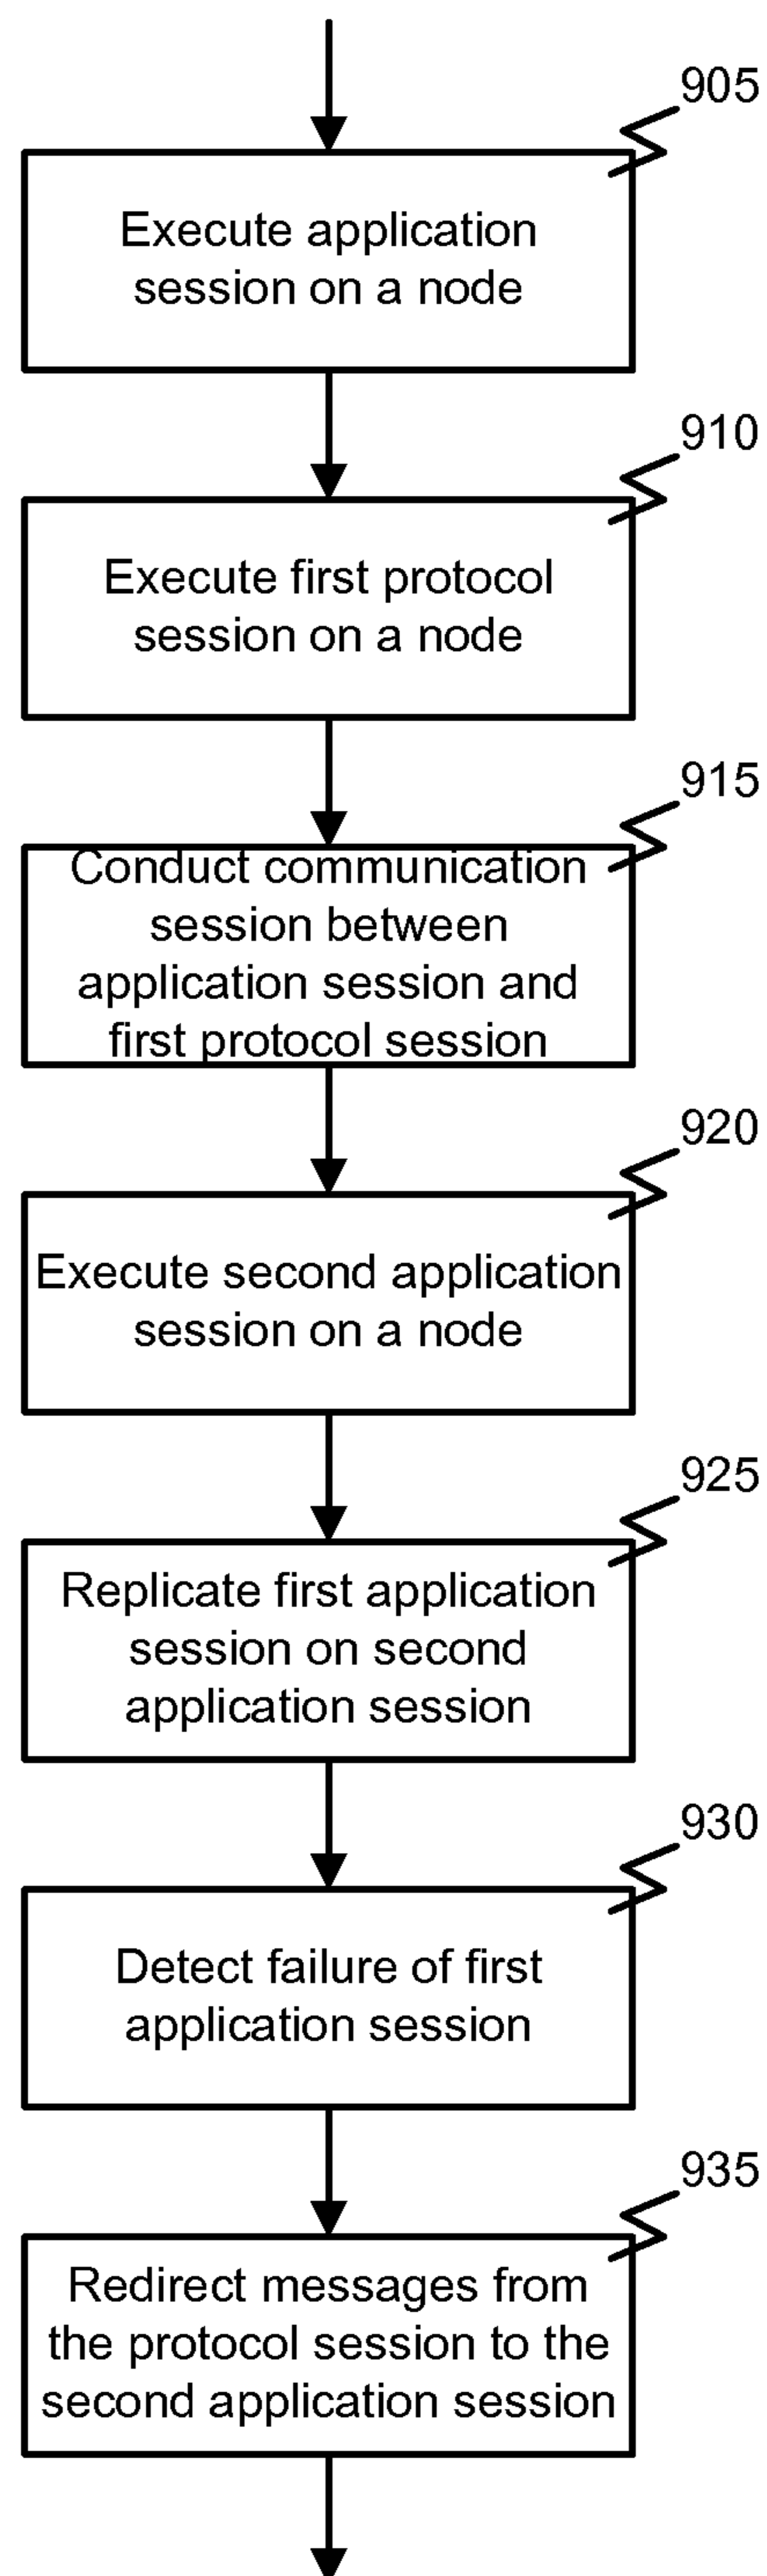 905
Execute application
session on a node
910
Execute first protocol
session on a node
915
Conduct communication
session between
application session and
first protocol session
920
Execute second application
session on a node
925
Replicate first application
session on second
application session
930
Detect failure of first
application session
935
Redirect messages from
the protocol session to the
second application session